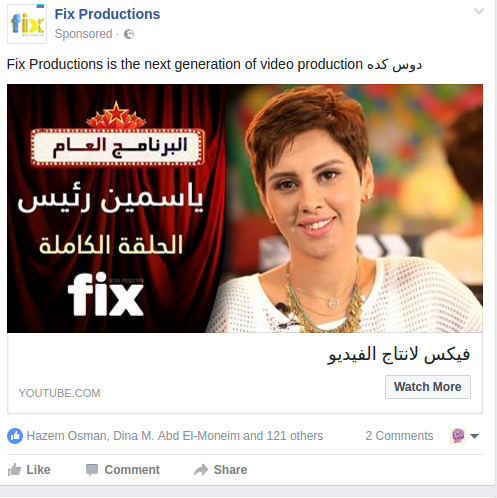 fix
Fix Productions
Sponsored ·
Fix Productions is the next generation of video production دوس كده
البرنامج العام
ياسمين رئيس
الحلقة الكاملة
fix
فيكس لانتاج الفيديو
YOUTUBE.COM
Watch More
Hazem Osman, Dina M. Abd El-Moneim and 121 others
2 Comments
Like Comment Share